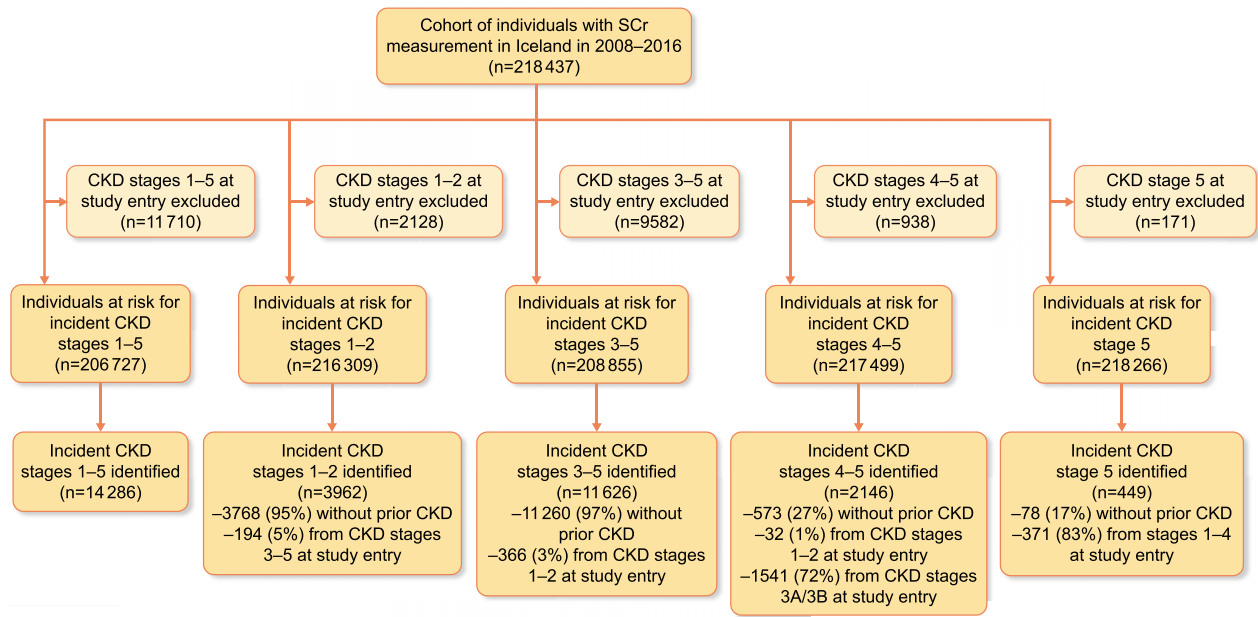 Cohort of individuals with SCr
measurement in Iceland in 2008–2016
(n=218 437)
CKD stages 1–5 at
study entry excluded
(n=11 710)
CKD stages 1–2 at
study entry excluded
(n=2128)
CKD stages 3–5 at
study entry excluded
(n=9582)
CKD stages 4–5 at
study entry excluded
(n=938)
CKD stage 5 at
study entry excluded
(n=171)
Individuals at risk for
incident CKD
stages 1–5
(n=206 727)
Individuals at risk for
incident CKD
stages 1–2
(n=216 309)
Individuals at risk for
incident CKD
stages 3–5
(n=208 855)
Individuals at risk for
incident CKD
stages 4–5
(n=217 499)
Individuals at risk for
incident CKD
stage 5
(n=218 266)
Incident CKD
stages 1–5 identified
(n=14 286)
Incident CKD
stages 1–2 identified
(n=3962)
–3768 (95%) without prior CKD
–194 (5%) from CKD stages
3–5 at study entry
Incident CKD
stages 3–5 identified
(n=11 626)
–11 260 (97%) without
prior CKD
–366 (3%) from CKD stages
1–2 at study entry
Incident CKD
stages 4–5 identified
(n=2146)
–573 (27%) without prior CKD
–32 (1%) from CKD stages
1–2 at study entry
–1541 (72%) from CKD stages
3A/3B at study entry
Incident CKD
stage 5 identified
(n=449)
–78 (17%) without prior CKD
–371 (83%) from stages 1–4
at study entry